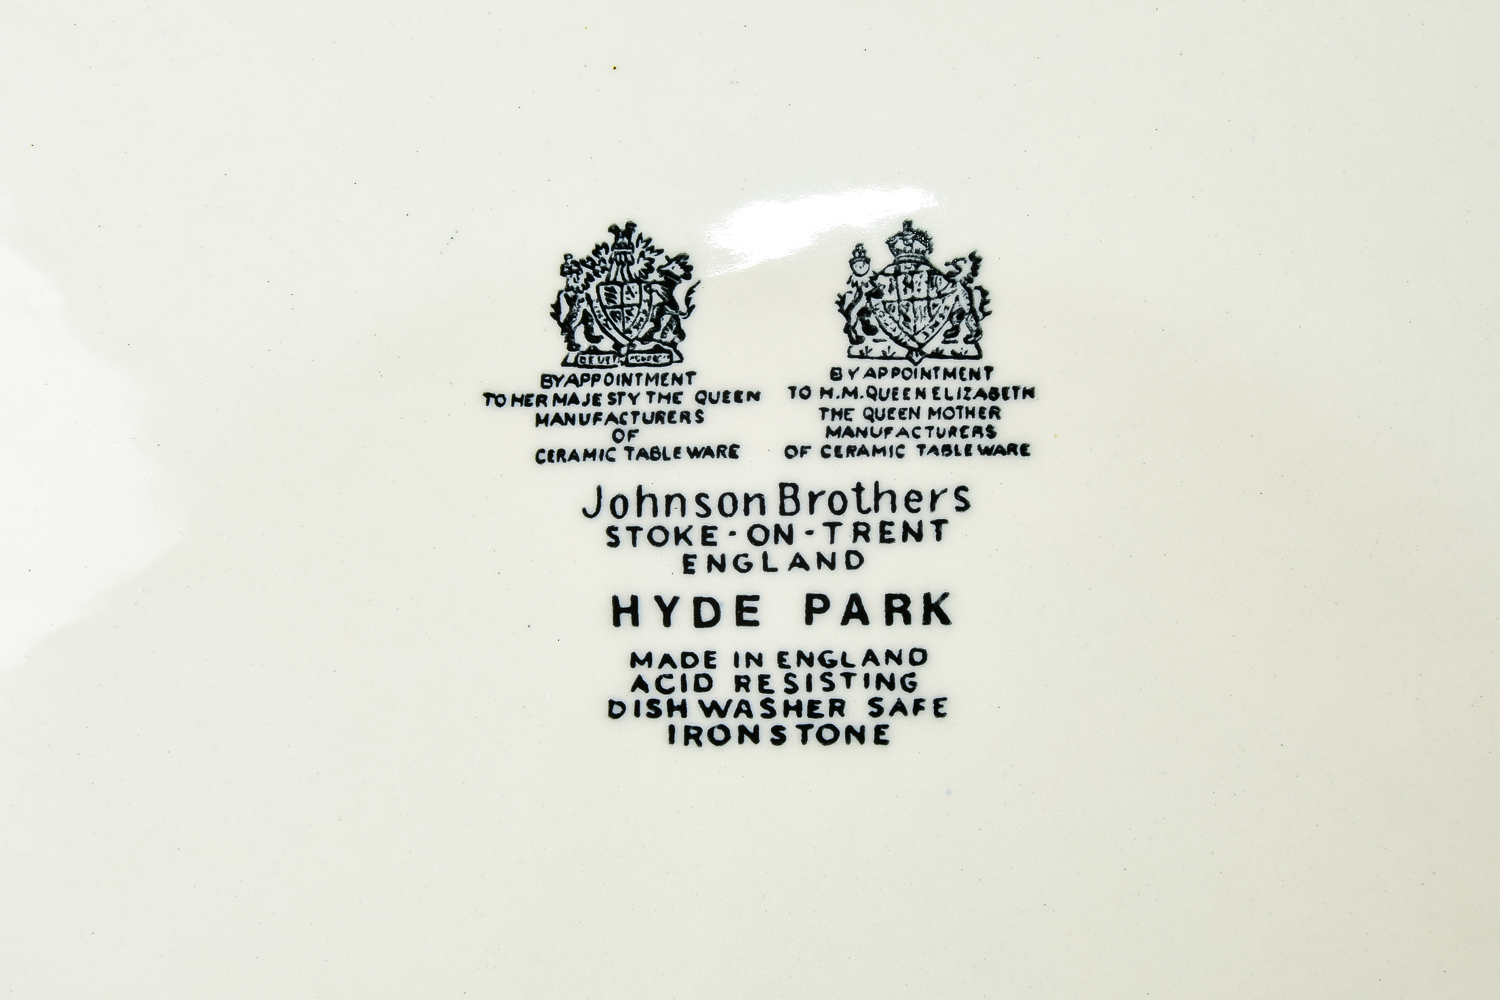 BY APPOINTMENT
TO HER MAJESTY THE QUEEN
MANUFACTURERS
OF
CERAMIC TABLEWARE
BY APPOINTMENT
TO H.M. QUEEN ELIZABETH
THE QUEEN MOTHER
MANUFACTURERS
OF CERAMIC TABLEWARE
Johnson Brothers
STOKE-ON-TRENT
ENGLAND
HYDE PARK
MADE IN ENGLAND
ACID RESISTING
DISHWASHER SAFE
IRONSTONE